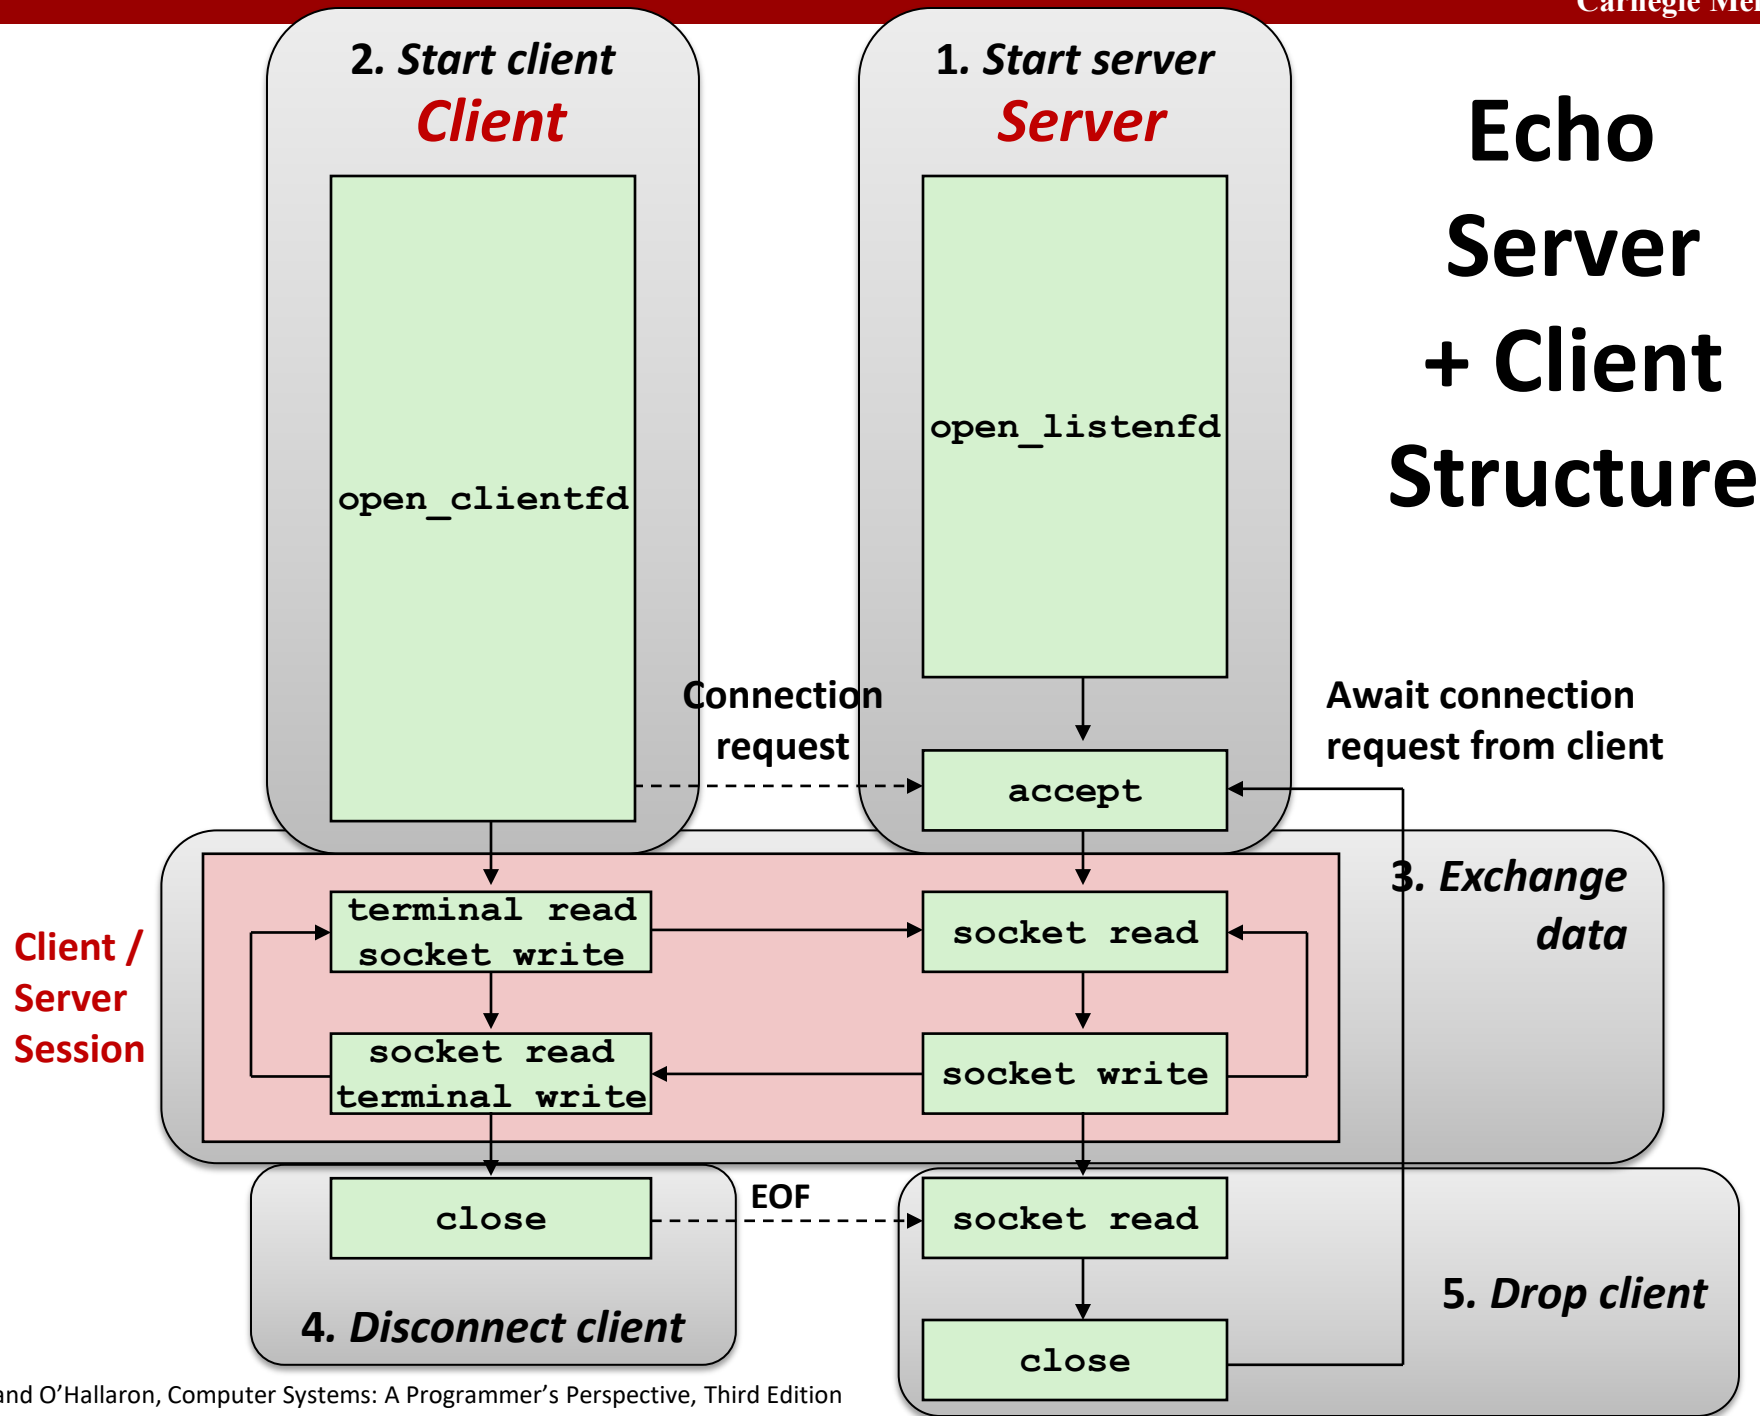 Carnegie
2. Start client
Client
1. Start server
Server
Echo
Server
+ Client
Structure
open_clientfd
open_listenfd
Connection
request
Await connection
request from client
accept
3. Exchange
data
Client /
Server
Session
terminal read
socket write
socket read
socket read
terminal write
socket write
close
EOF
socket read
4. Disconnect client
5. Drop client
close
and O'Hallaron, Computer Systems: A Programmer's Perspective, Third Edition